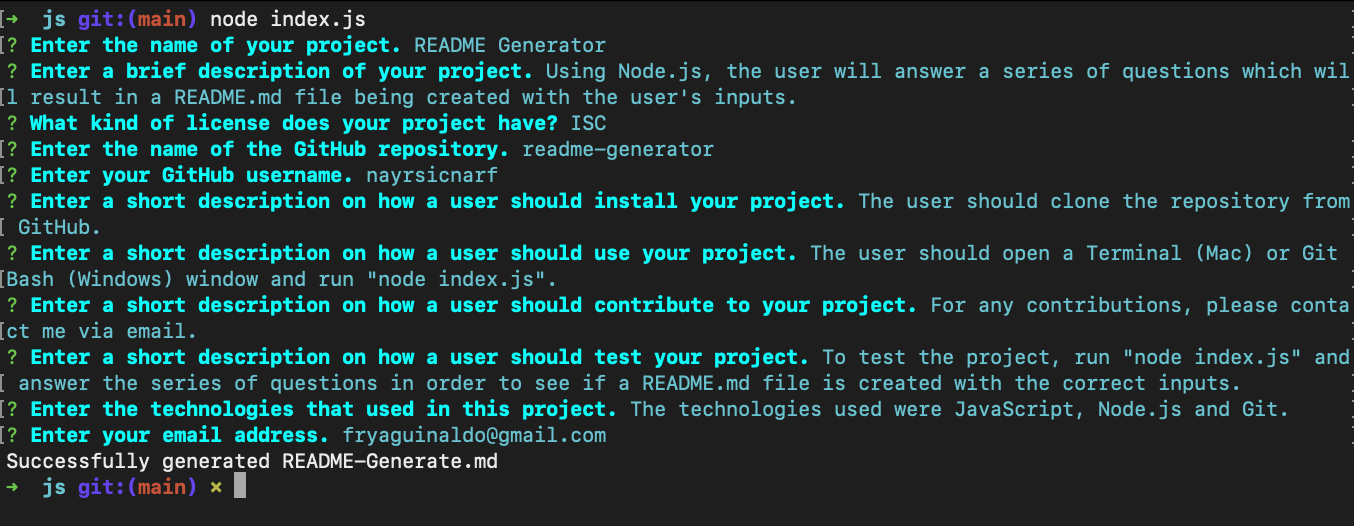 ➜  js git:(main) node index.js
? Enter the name of your project. README Generator
? Enter a brief description of your project. Using Node.js, the user will answer a series of questions which wil
l result in a README.md file being created with the user's inputs.
? What kind of license does your project have? ISC
? Enter the name of the GitHub repository. readme-generator
? Enter your GitHub username. nayrsicnarf
? Enter a short description on how a user should install your project. The user should clone the repository from
 GitHub.
? Enter a short description on how a user should use your project. The user should open a Terminal (Mac) or Git
Bash (Windows) window and run "node index.js".
? Enter a short description on how a user should contribute to your project. For any contributions, please conta
ct me via email.
? Enter a short description on how a user should test your project. To test the project, run "node index.js" and
 answer the series of questions in order to see if a README.md file is created with the correct inputs.
? Enter the technologies that used in this project. The technologies used were JavaScript, Node.js and Git.
? Enter your email address. fryaguinaldo@gmail.com
Successfully generated README-Generate.md
➜  js git:(main) ×